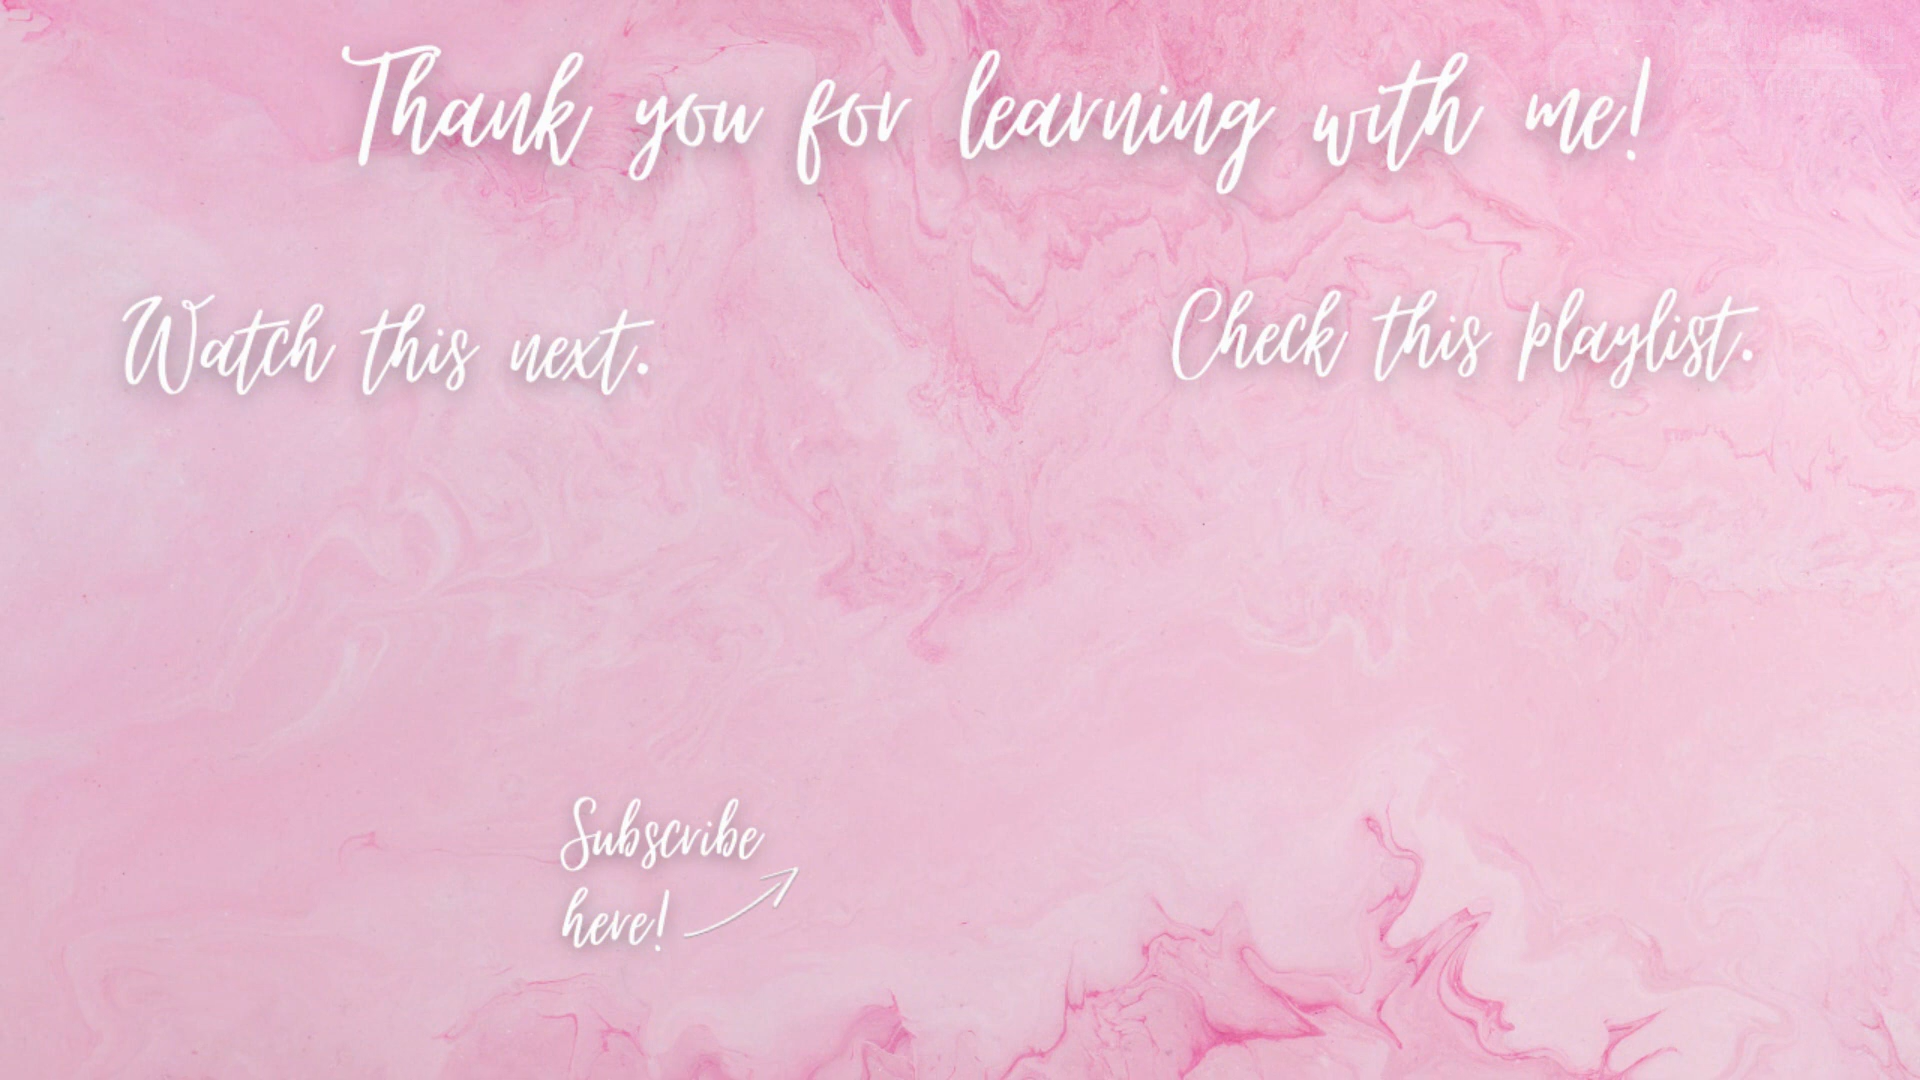 Thank you for learning with me!
Watch this next.
Check this playlist.
Subscribe
here!